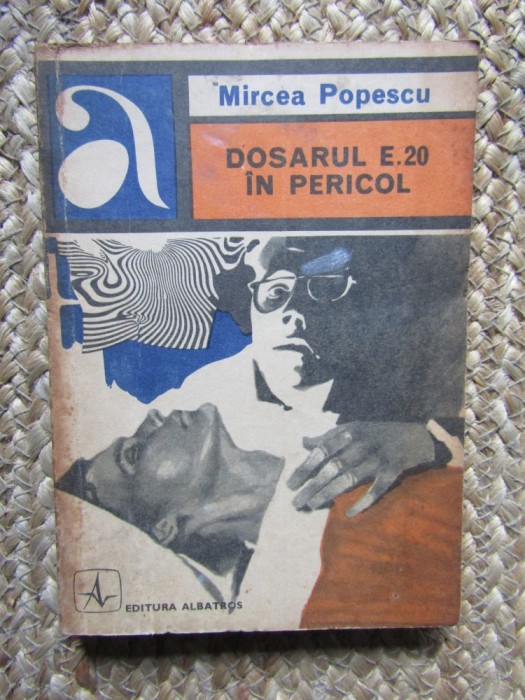 a
Mircea Popescu
DOSARUL E.20
ÎN PERICOL
EDITURA ALBATROS